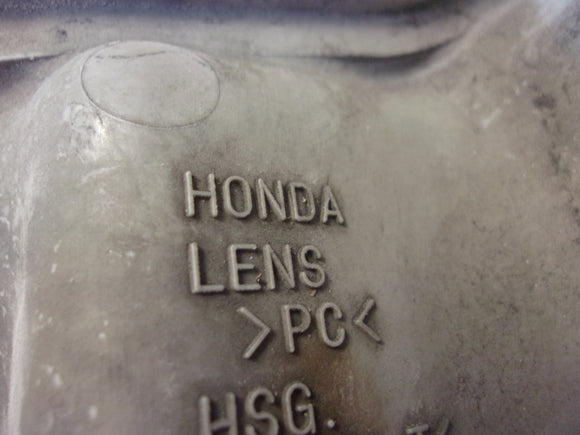 HONDA
LENS
>PC<
HSG.